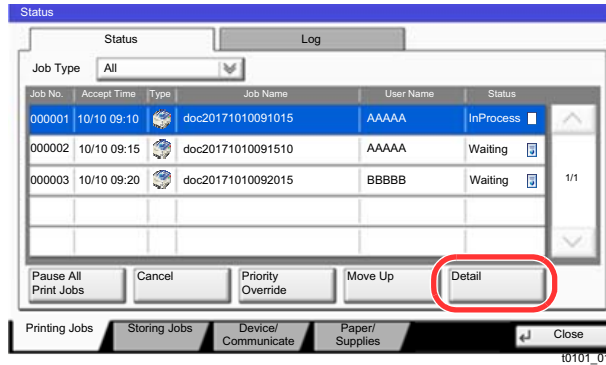 Status
Status Log
Job Type All
Job No. Accept Time Type Job Name User Name Status
000001 10/10 09:10 doc20171010091015 AAAAA InProcess
000002 10/10 09:15 doc20171010091510 AAAAA Waiting
000003 10/10 09:20 doc20171010092015 BBBBB Waiting
1/1
Pause All Cancel Priority Move Up Detail
Print Jobs Override
Printing Jobs Storing Jobs Device/ Paper/ Close
Communicate Supplies
t0101_01